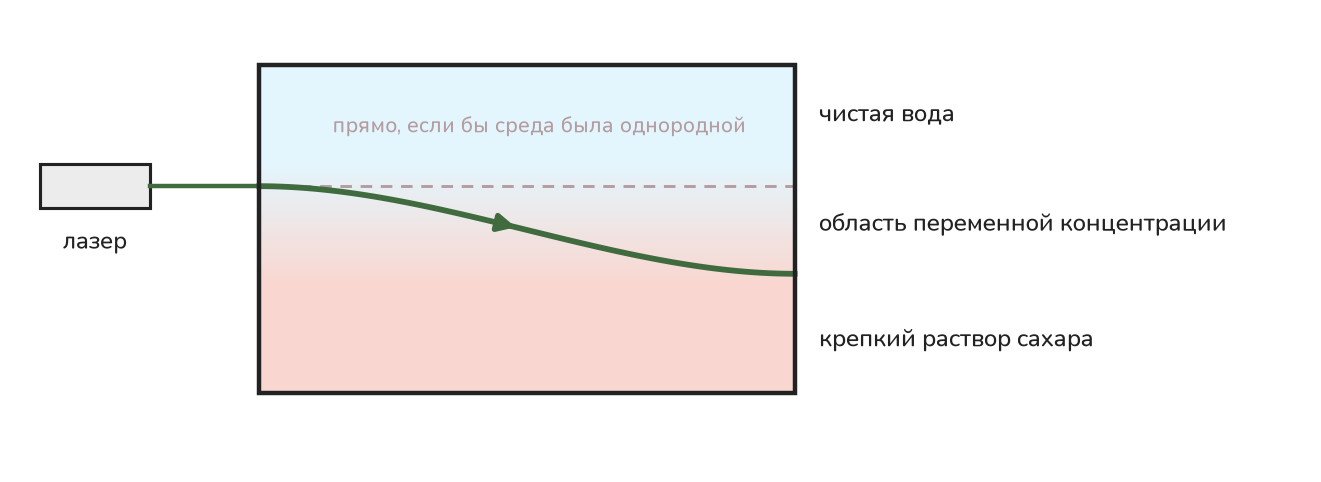 чистая вода
прямо, если бы среда была однородной
лазер
область переменной концентрации
крепкий раствор сахара